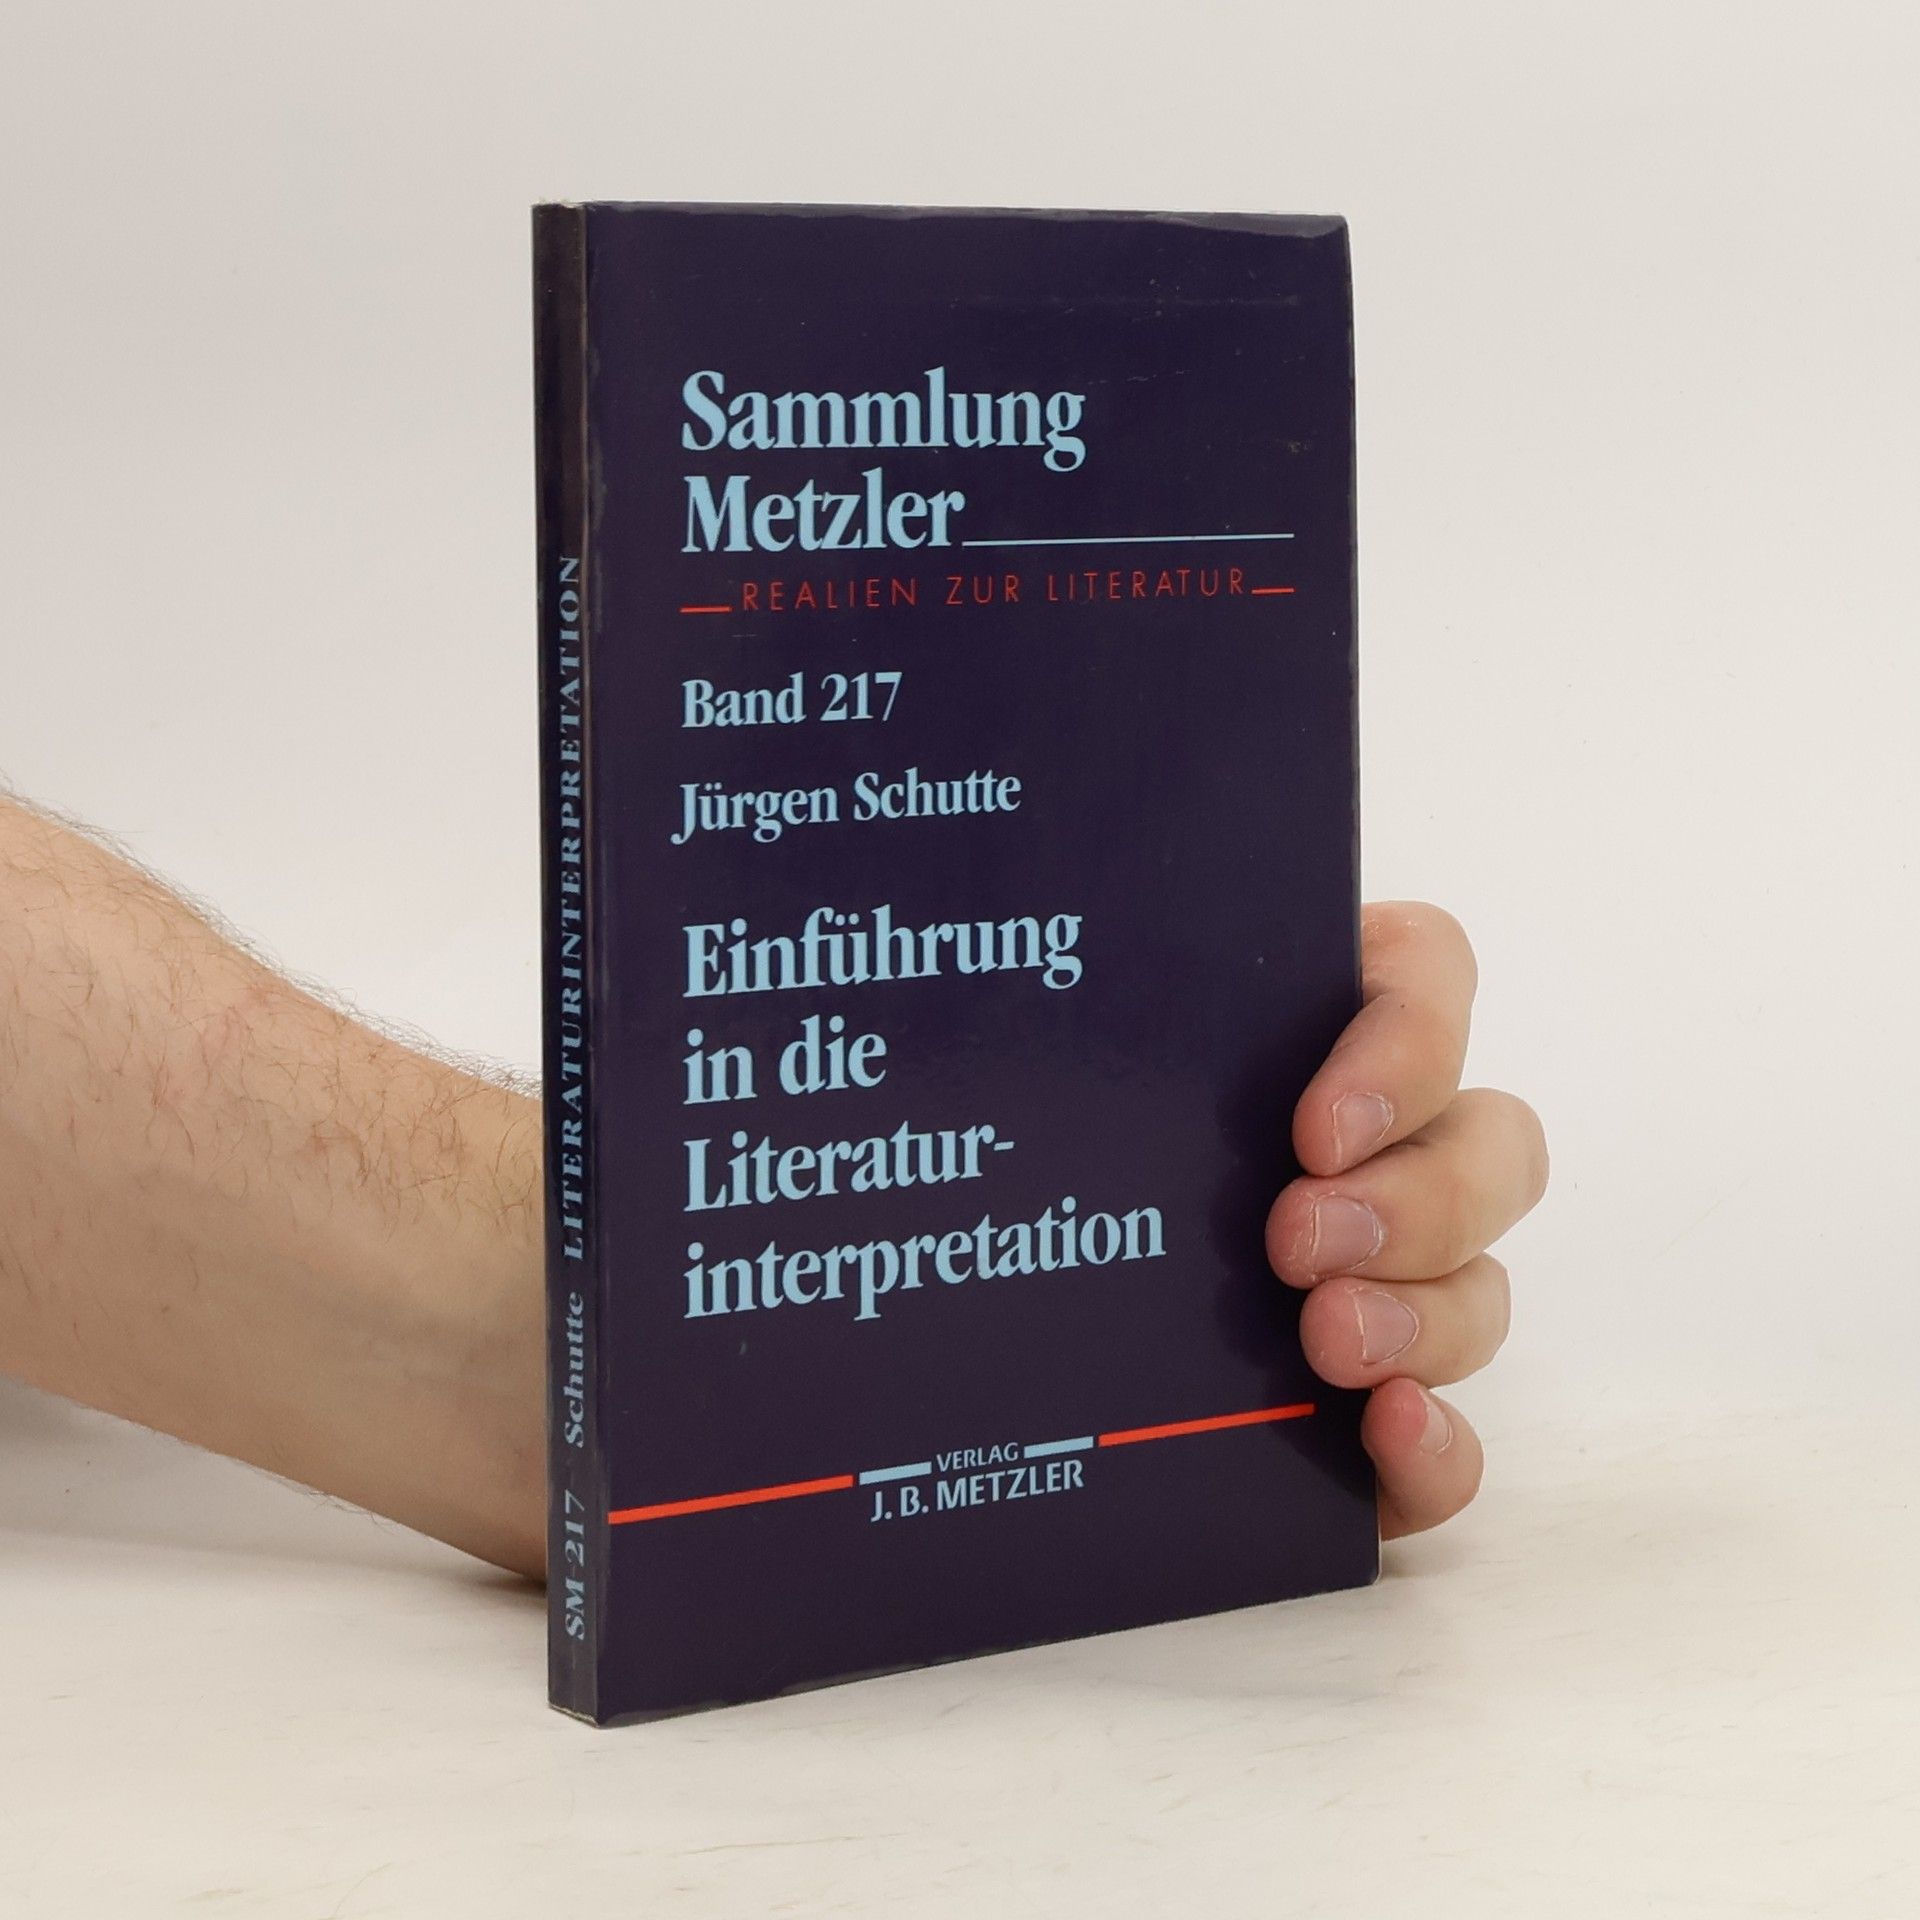 Sammlung
Metzler
REALIEN ZUR LITERATUR
Band 217
Jürgen Schutte
Einführung
in die
Literatur-
interpretation
VERLAG
J. B. METZLER
SM 217 Schutte LITERATURINTERPRETATION